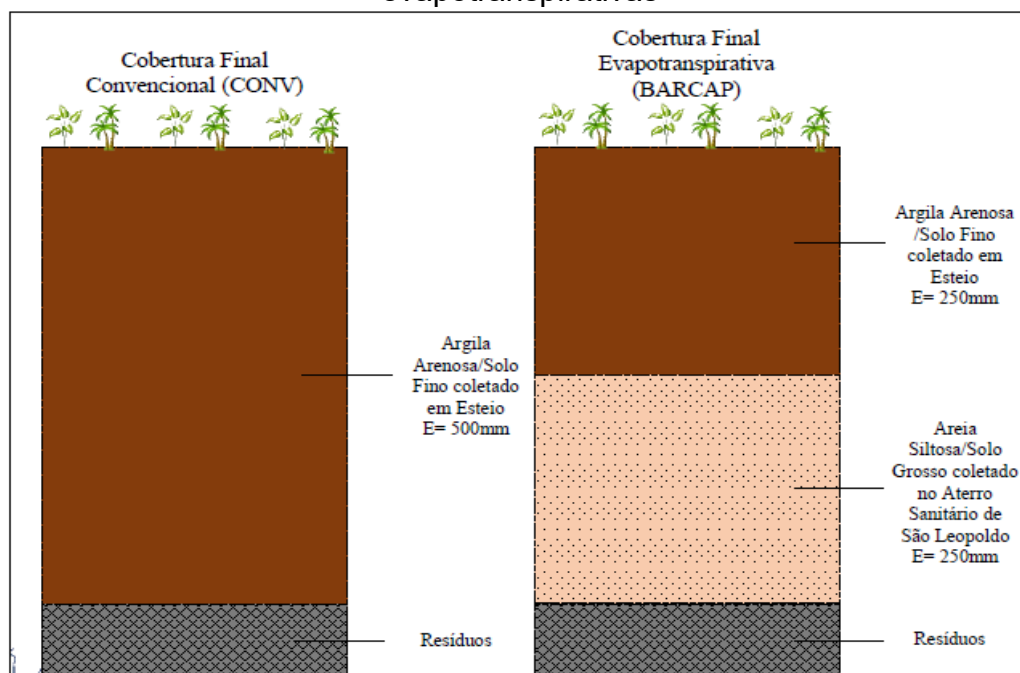 evapotranspirativas
Cobertura Final
Convencional (CONV)
Cobertura Final
Evapotranspirativa
(BARCAP)
Argila
Arenosa/Solo
Fino coletado
em Esteio
E= 500mm
Resíduos
Argila Arenosa
/Solo Fino
coletado em
Esteio
E= 250mm
Areia
Siltosa/Solo
Grosso coletado
no Aterro
Sanitário de
São Leopoldo
E= 250mm
Resíduos